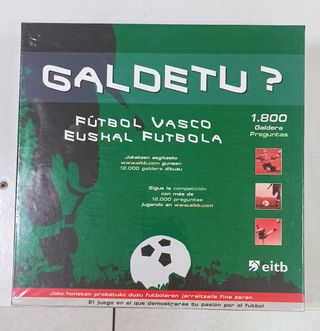 GALDETU?
FÚTBOL VASCO
EUSKAL FUTBOLA
1.800
Galdera
Preguntas
Jokatzen segitzeko
www.eitb.com gunean
12.000 galdera dituzu
Sigue la competición
con más de
12.000 preguntas
jugando en www.eitb.com
eitb
Joko honetan probatuko duzu futbolaren jarraitzaile fina zaren
El juego en el que demostrarás tu pasión por el fútbol